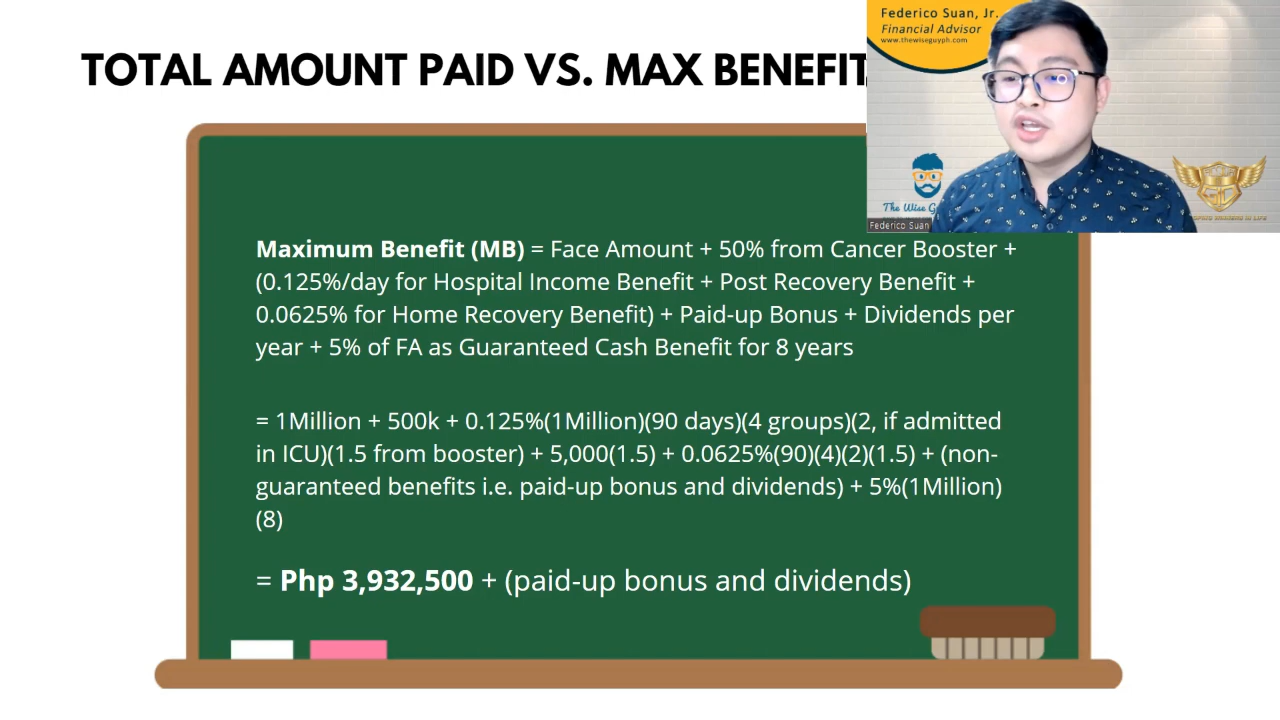 TOTAL AMOUNT PAID VS. MAX BENEFIT
Federico Suan, Jr.
Financial Advisor
www.thewiseguyph.com
The Wise G
Federico Suan
Maximum Benefit (MB) = Face Amount + 50% from Cancer Booster +
(0.125%/day for Hospital Income Benefit + Post Recovery Benefit +
0.0625% for Home Recovery Benefit) + Paid-up Bonus + Dividends per
year + 5% of FA as Guaranteed Cash Benefit for 8 years
= 1Million + 500k + 0.125%(1Million)(90 days)(4 groups)(2, if admitted
in ICU)(1.5 from booster) + 5,000(1.5) + 0.0625%(90)(4)(2)(1.5) + (non-
guaranteed benefits i.e. paid-up bonus and dividends) + 5%(1Million)
(8)
= Php 3,932,500 + (paid-up bonus and dividends)